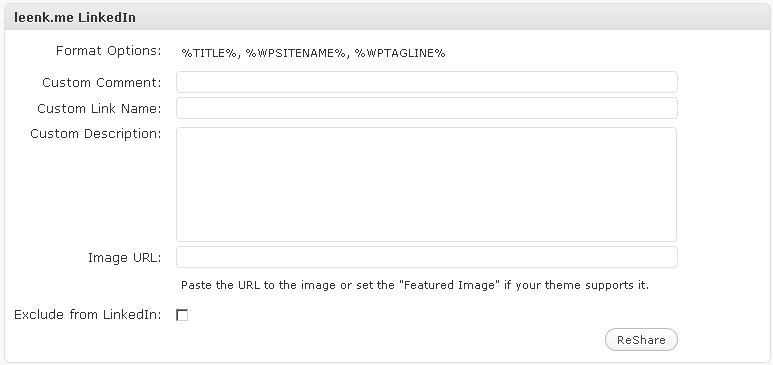 leenk.me LinkedIn
Format Options: %TITLE%, %WPSITENAME%, %WPTAGLINE%
Custom Comment:
Custom Link Name:
Custom Description:
Image URL:
Paste the URL to the image or set the "Featured Image" if your theme supports it.
Exclude from LinkedIn:
ReShare